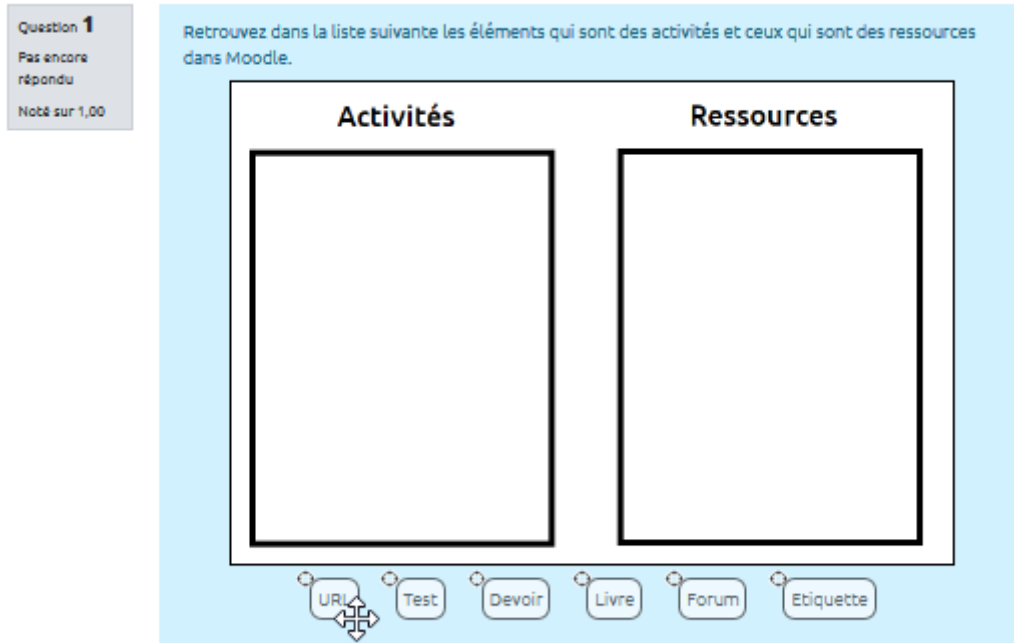 Question 1
Pas encore
répondu
Noté sur 1,00
Retrouvez dans la liste suivante les éléments qui sont des activités et ceux qui sont des ressources
dans Moodle.
Activités Ressources
URL Test Devoir Livre Forum Etiquette